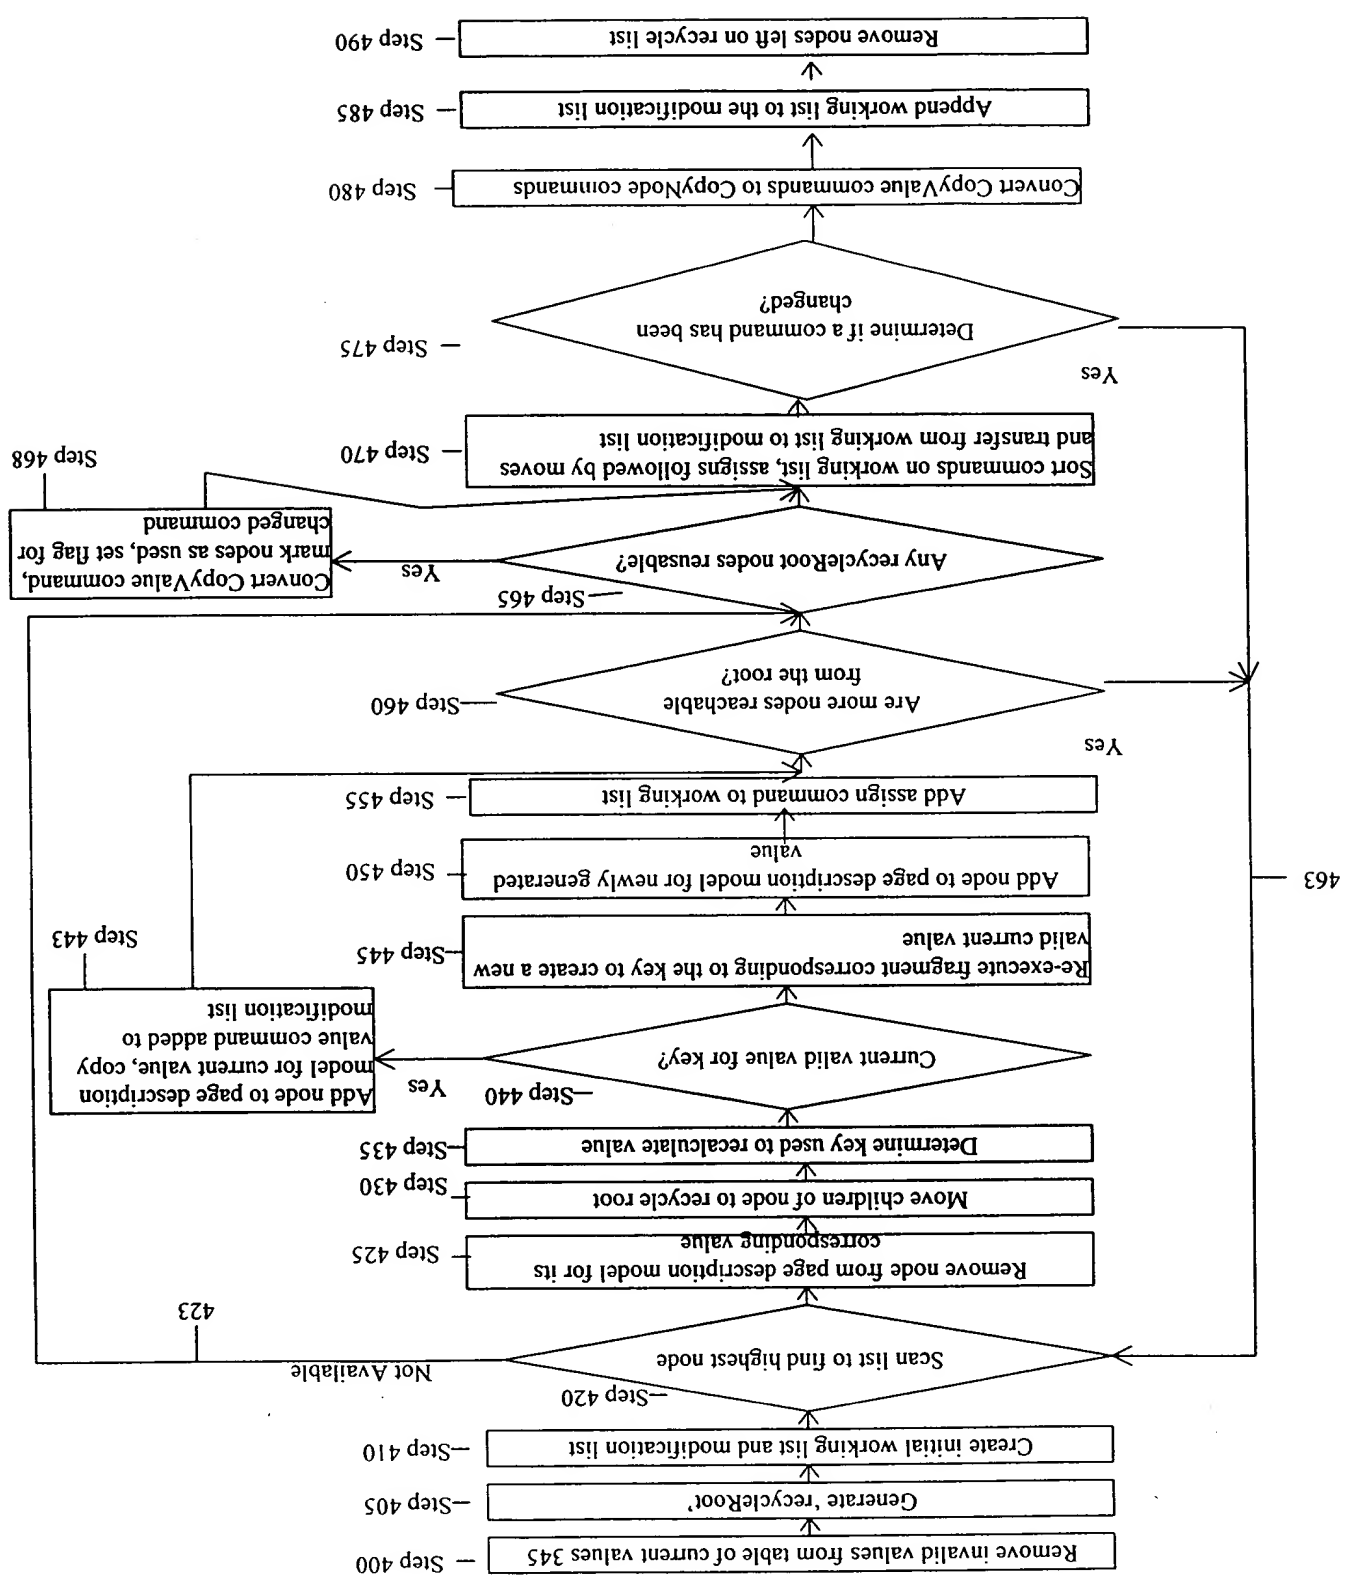 Remove invalid values from table of current values 345
Step 400
Generate 'recycleRoot'
Step 405
Create initial working list and modification list
Step 410
Step 420
Scan list to find highest node
Not Available
423
Remove node from page description model for its
corresponding value
Step 425
Move children of node to recycle root
Step 430
Determine key used to recalculate value
Step 435
Step 440
Current valid value for key?
Yes
Add node to page description
model for current value, copy
value command added to
modification list
Step 443
Re-execute fragment corresponding to the key to create a new
valid current value
Step 445
463
Add node to page description model for newly generated
value
Step 450
Add assign command to working list
Step 455
Yes
Are more nodes reachable
from the root?
Step 460
Step 465
Any recycleRoot nodes reusable?
Yes
Convert CopyValue command,
mark nodes as used, set flag for
changed command
Step 468
Sort commands on working list, assigns followed by moves
and transfer from working list to modification list
Step 470
Yes
Determine if a command has been
changed?
Step 475
Convert CopyValue commands to CopyNode commands
Step 480
Append working list to the modification list
Step 485
Remove nodes left on recycle list
Step 490